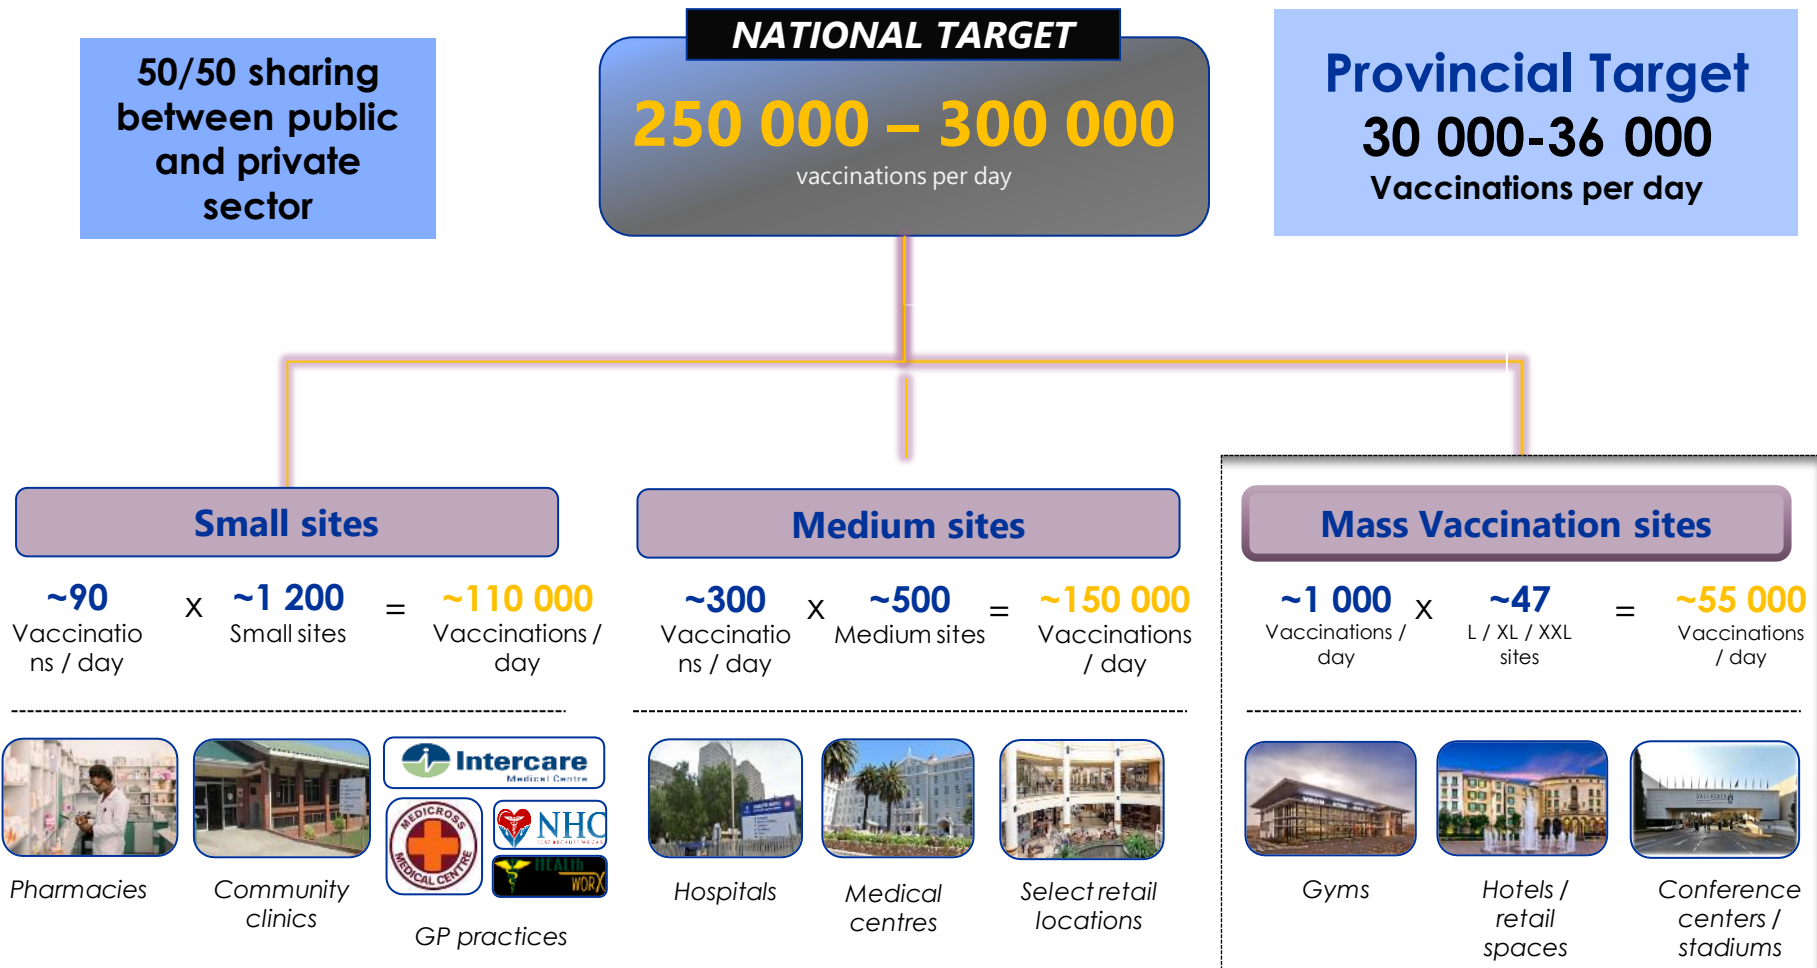 50/50 sharing
between public
and private
sector
NATIONAL TARGET
250 000 – 300 000
vaccinations per day
Provincial Target
30 000-36 000
Vaccinations per day
Small sites
~90
Vaccinatio
ns / day
X
~1 200
Small sites
=
~110 000
Vaccinations /
day
Medium sites
~300
Vaccinatio
ns / day
X
~500
Medium sites
=
~150 000
Vaccinations
/ day
Mass Vaccination sites
~1 000
Vaccinations /
day
X
~47
L / XL / XXL
sites
=
~55 000
Vaccinations
/ day
Pharmacies
Community
clinics
Intercare
Medical Centre
MEDICROSS
MEDICAL CENTRE
NHC
JUST BECAUSE WE CARE
HEALth
WORX
GP practices
Hospitals
Medical
centres
Select retail
locations
Gyms
Hotels /
retail
spaces
GALLAGHER
Conference
centers /
stadiums